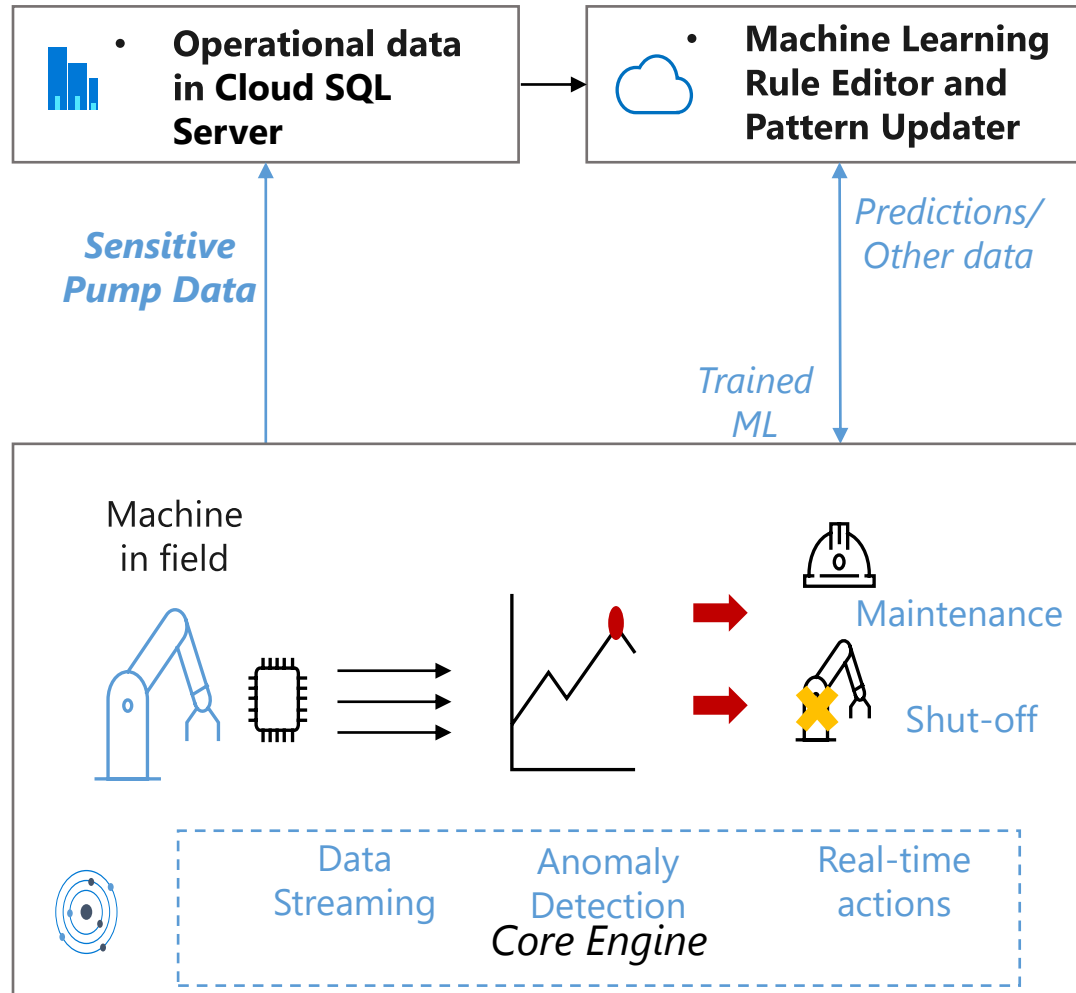 • Operational data
in Cloud SQL
Server
• Machine Learning
Rule Editor and
Pattern Updater
Sensitive
Pump Data
Predictions/
Other data
Trained
ML
Machine
in field
Maintenance
Shut-off
Data
Streaming
Anomaly
Detection
Real-time
actions
Core Engine